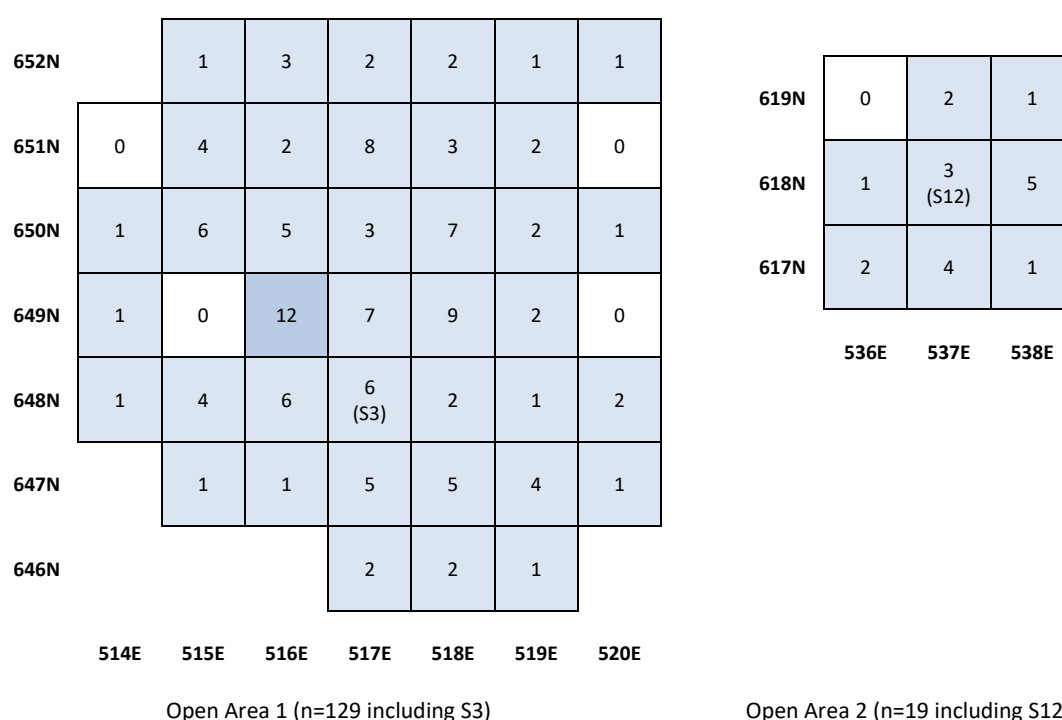 652N 1 3 2 2 1 1
651N 0 4 2 8 3 2 0
650N 1 6 5 3 7 2 1
649N 1 0 12 7 9 2 0
648N 1 4 6 6 (S3) 2 1 2
647N 1 1 5 5 4 1
646N 2 2 1
514E 515E 516E 517E 518E 519E 520E
Open Area 1 (n=129 including S3)
619N 0 2 1
618N 1 3 (S12) 5
617N 2 4 1
536E 537E 538E
Open Area 2 (n=19 including S12